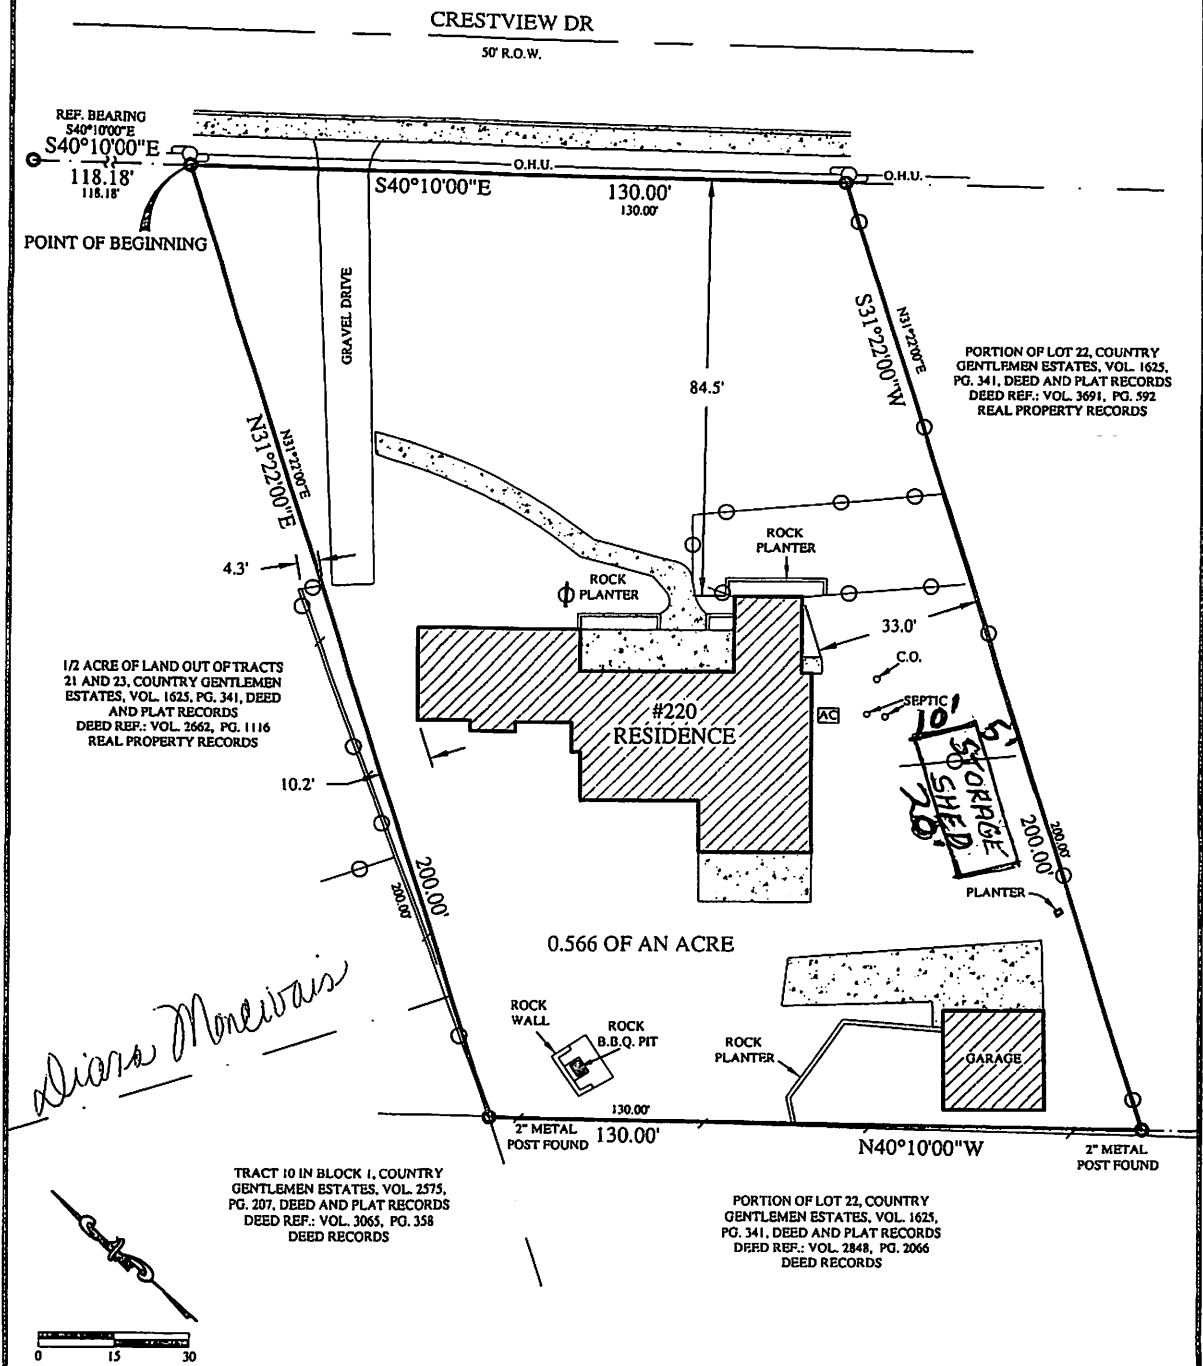 CRESTVIEW DR
50' R.O.W.
REF. BEARING
S40°10'00"E
S40°10'00"E
118.18'
118.18'
POINT OF BEGINNING
O.H.U.
O.H.U.
S40°10'00"E
130.00'
130.00'
GRAVEL DRIVE
84.5'
S31°22'00"W
N31°22'00"E
PORTION OF LOT 22, COUNTRY
GENTLEMEN ESTATES, VOL. 1625,
PG. 341, DEED AND PLAT RECORDS
DEED REF.: VOL. 3691, PG. 592
REAL PROPERTY RECORDS
N31°22'00"E
N31°22'00"E
4.3'
ROCK
PLANTER
ROCK
PLANTER
33.0'
C.O.
SEPTIC
1/2 ACRE OF LAND OUT OF TRACTS
21 AND 23, COUNTRY GENTLEMEN
ESTATES, VOL. 1625, PG. 341, DEED
AND PLAT RECORDS
DEED REF.: VOL. 2662, PG. 1116
REAL PROPERTY RECORDS
#220
RESIDENCE
AC
10'
5'
STORAGE
SHED
20'
10.2'
200.00'
200.00'
200.00'
200.00'
PLANTER
0.566 OF AN ACRE
Diana Moncivais
ROCK
WALL
ROCK
B.B.Q. PIT
ROCK
PLANTER
GARAGE
130.00'
130.00'
2" METAL
POST FOUND
N40°10'00"W
2" METAL
POST FOUND
TRACT 10 IN BLOCK 1, COUNTRY
GENTLEMEN ESTATES, VOL. 2575,
PG. 207, DEED AND PLAT RECORDS
DEED REF.: VOL. 3065, PG. 358
DEED RECORDS
PORTION OF LOT 22, COUNTRY
GENTLEMEN ESTATES, VOL. 1625,
PG. 341, DEED AND PLAT RECORDS
DEED REF.: VOL. 2848, PG. 2066
DEED RECORDS
0 15 30